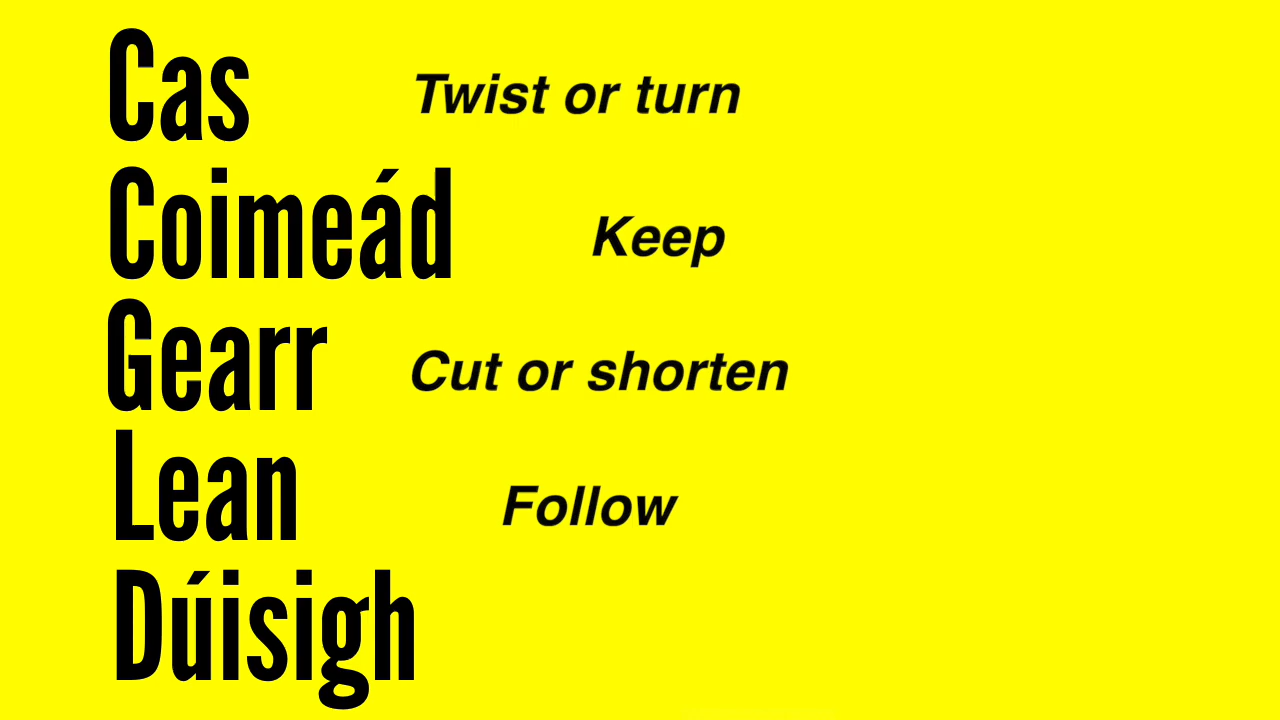 Cas Twist or turn
Coimeád Keep
Gearr Cut or shorten
Lean Follow
Dúisigh